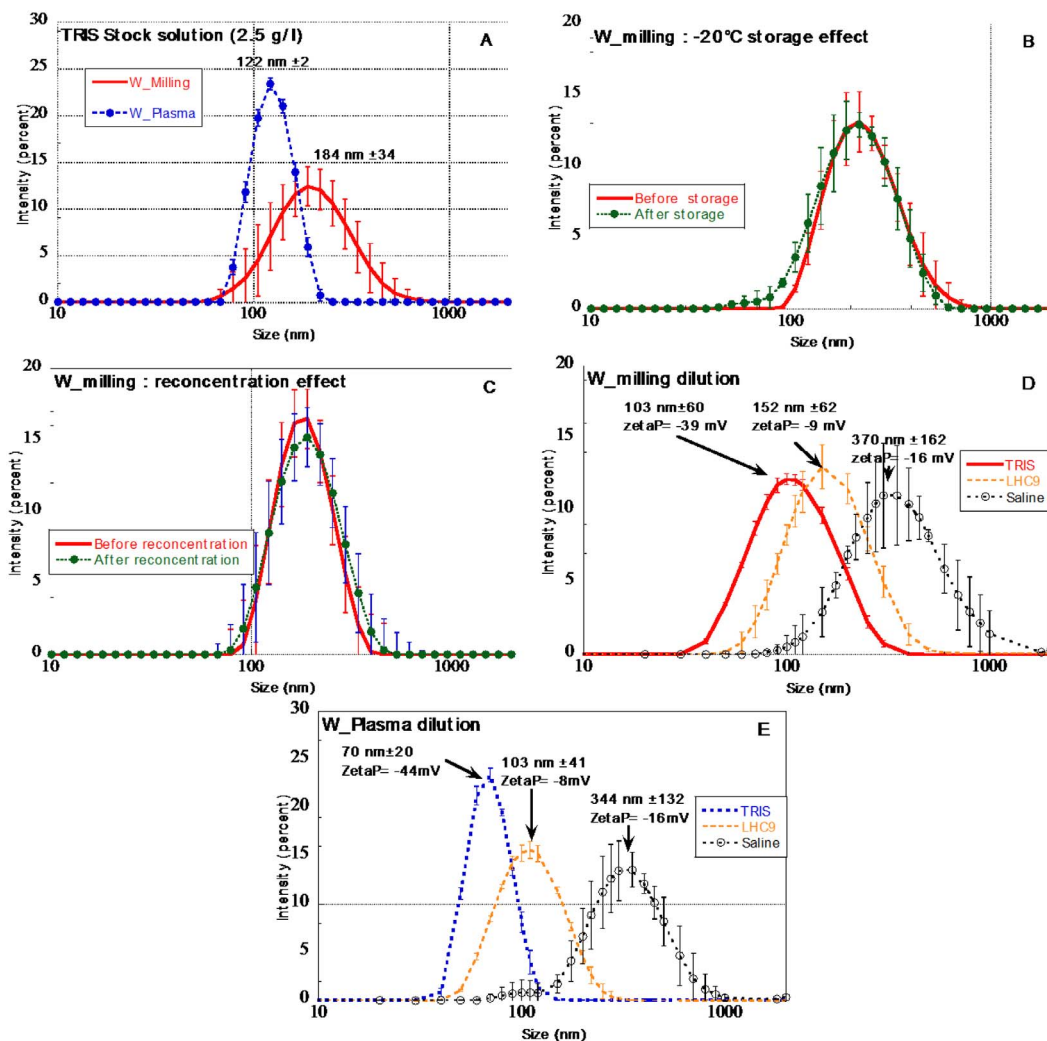 TRIS Stock solution (2.5 g/l)
A
122 nm ±2
184 nm ±34
W_Milling
W_Plasma
Intensity (percent)
30
25
20
15
10
5
0
10
100
1000
Size (nm)
W_milling : -20°C storage effect
B
Before storage
After storage
Intensity (percent)
20
15
10
5
0
10
100
1000
Size (nm)
W_milling : reconcentration effect
C
Before reconcentration
After reconcentration
Intensity (percent)
20
15
10
5
0
10
100
1000
Size (nm)
W_milling dilution
D
103 nm±60
zetaP= -39 mV
152 nm ±62
zetaP= -9 mV
370 nm ±162
zetaP= -16 mV
TRIS
LHC9
Saline
Intensity (percent)
20
15
10
5
0
10
100
1000
Size (nm)
W_Plasma dilution
E
70 nm±20
ZetaP= -44mV
103 nm ±41
ZetaP= -8mV
344 nm ±132
ZetaP= -16mV
TRIS
LHC9
Saline
Intensity (percent)
30
25
20
15
10
5
0
10
100
1000
Size (nm)